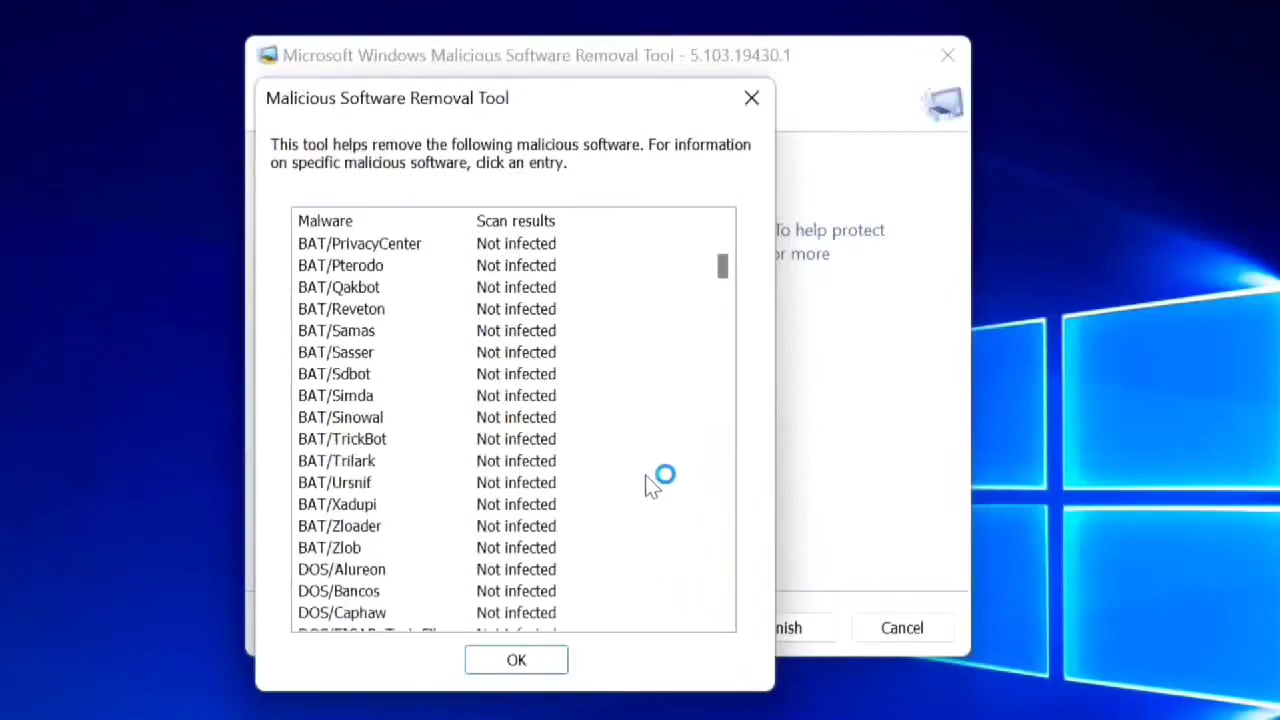 Microsoft Windows Malicious Software Removal Tool - 5.103.19430.1
Malicious Software Removal Tool
This tool helps remove the following malicious software. For information
on specific malicious software, click an entry.
Malware Scan results
BAT/PrivacyCenter Not infected
BAT/Pterodo Not infected
BAT/Qakbot Not infected
BAT/Reveton Not infected
BAT/Samas Not infected
BAT/Sasser Not infected
BAT/Sdbot Not infected
BAT/Simda Not infected
BAT/Sinowal Not infected
BAT/TrickBot Not infected
BAT/Trilark Not infected
BAT/Ursnif Not infected
BAT/Xadupi Not infected
BAT/Zloader Not infected
BAT/Zlob Not infected
DOS/Alureon Not infected
DOS/Bancos Not infected
DOS/Caphaw Not infected
To help protect
or more
nish
Cancel
OK